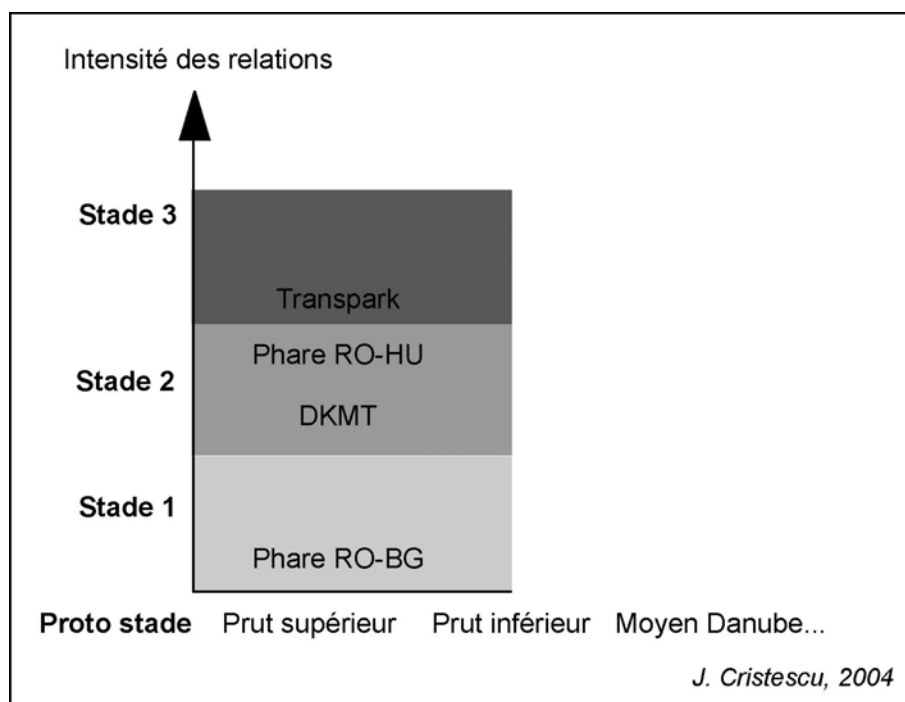 Intensité des relations
Stade 3
Transpark
Phare RO-HU
Stade 2
DKMT
Stade 1
Phare RO-BG
Proto stade Prut supérieur Prut inférieur Moyen Danube...
J. Cristescu, 2004